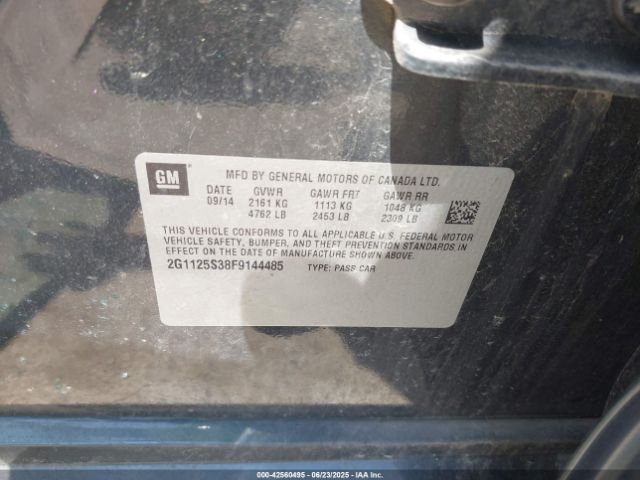 GM
MFD BY GENERAL MOTORS OF CANADA LTD.
DATE GVWR GAWR FRT GAWR RR
09/14 2161 KG 1113 KG 1048 KG
4762 LB 2453 LB 2309 LB
THIS VEHICLE CONFORMS TO ALL APPLICABLE U.S. FEDERAL MOTOR
VEHICLE SAFETY, BUMPER, AND THEFT PREVENTION STANDARDS IN
EFFECT ON THE DATE OF MANUFACTURE SHOWN ABOVE.
2G1125S38F9144485 TYPE: PASS CAR
000-42560495 - 06/23/2025 - IAAI.COM